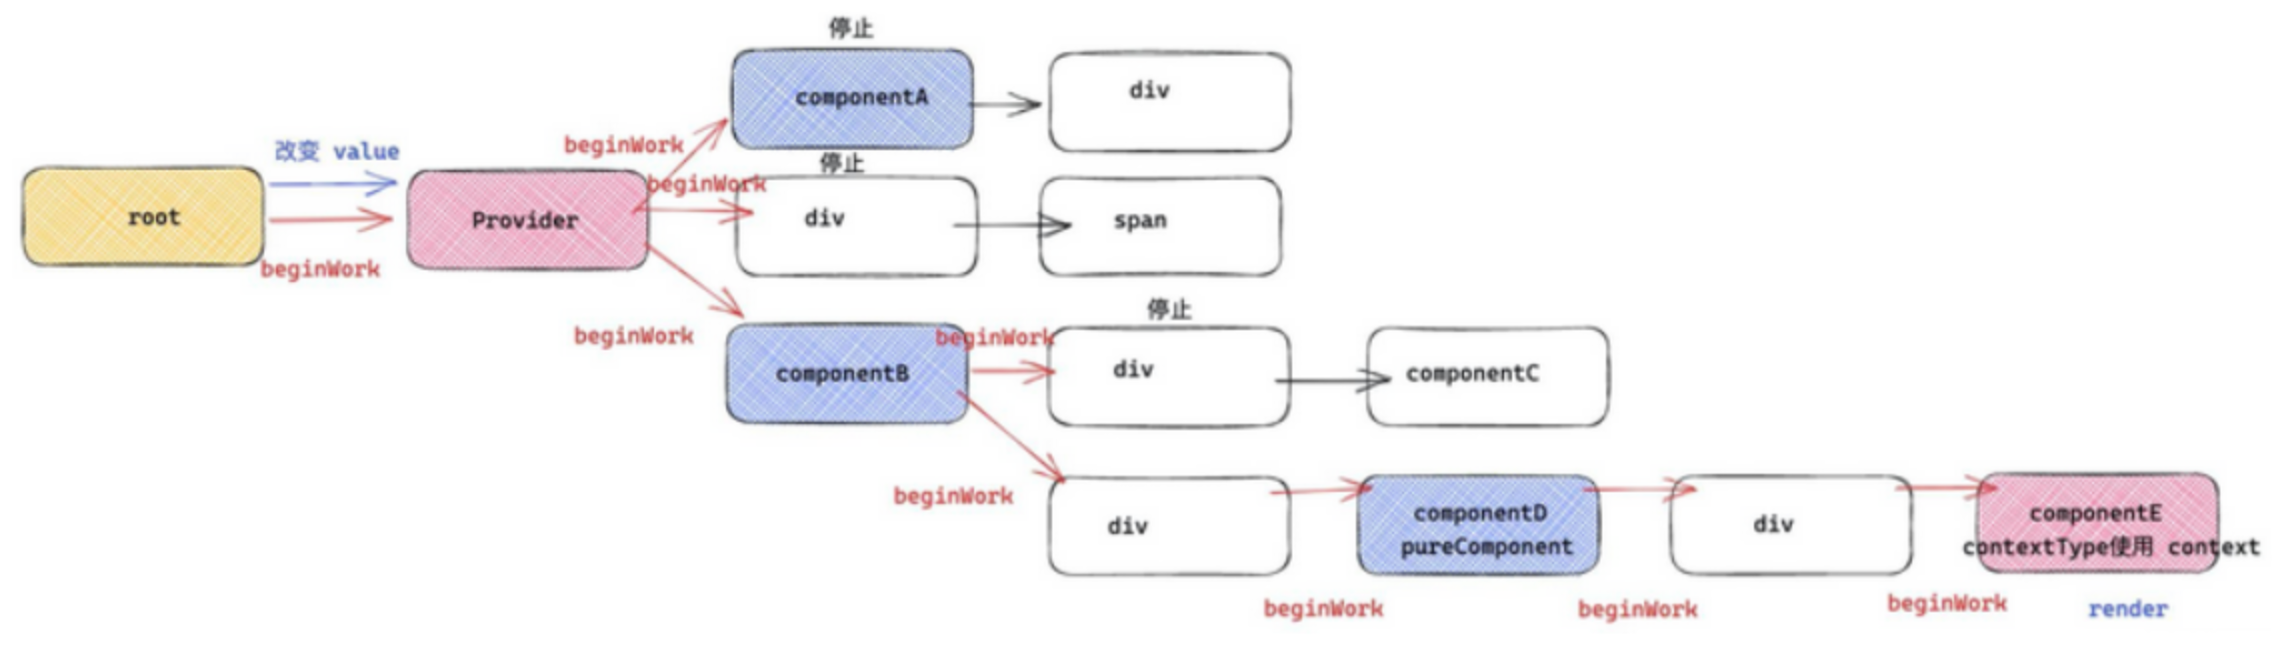 停止
componentA
div
beginWork
改变 value
停止
beginWork
root
Provider
div
span
beginWork
停止
beginWork
beginWork
componentB
div
componentC
beginWork
div
componentD
pureComponent
div
componentE
contextType使用 context
beginWork
beginWork
beginWork
render